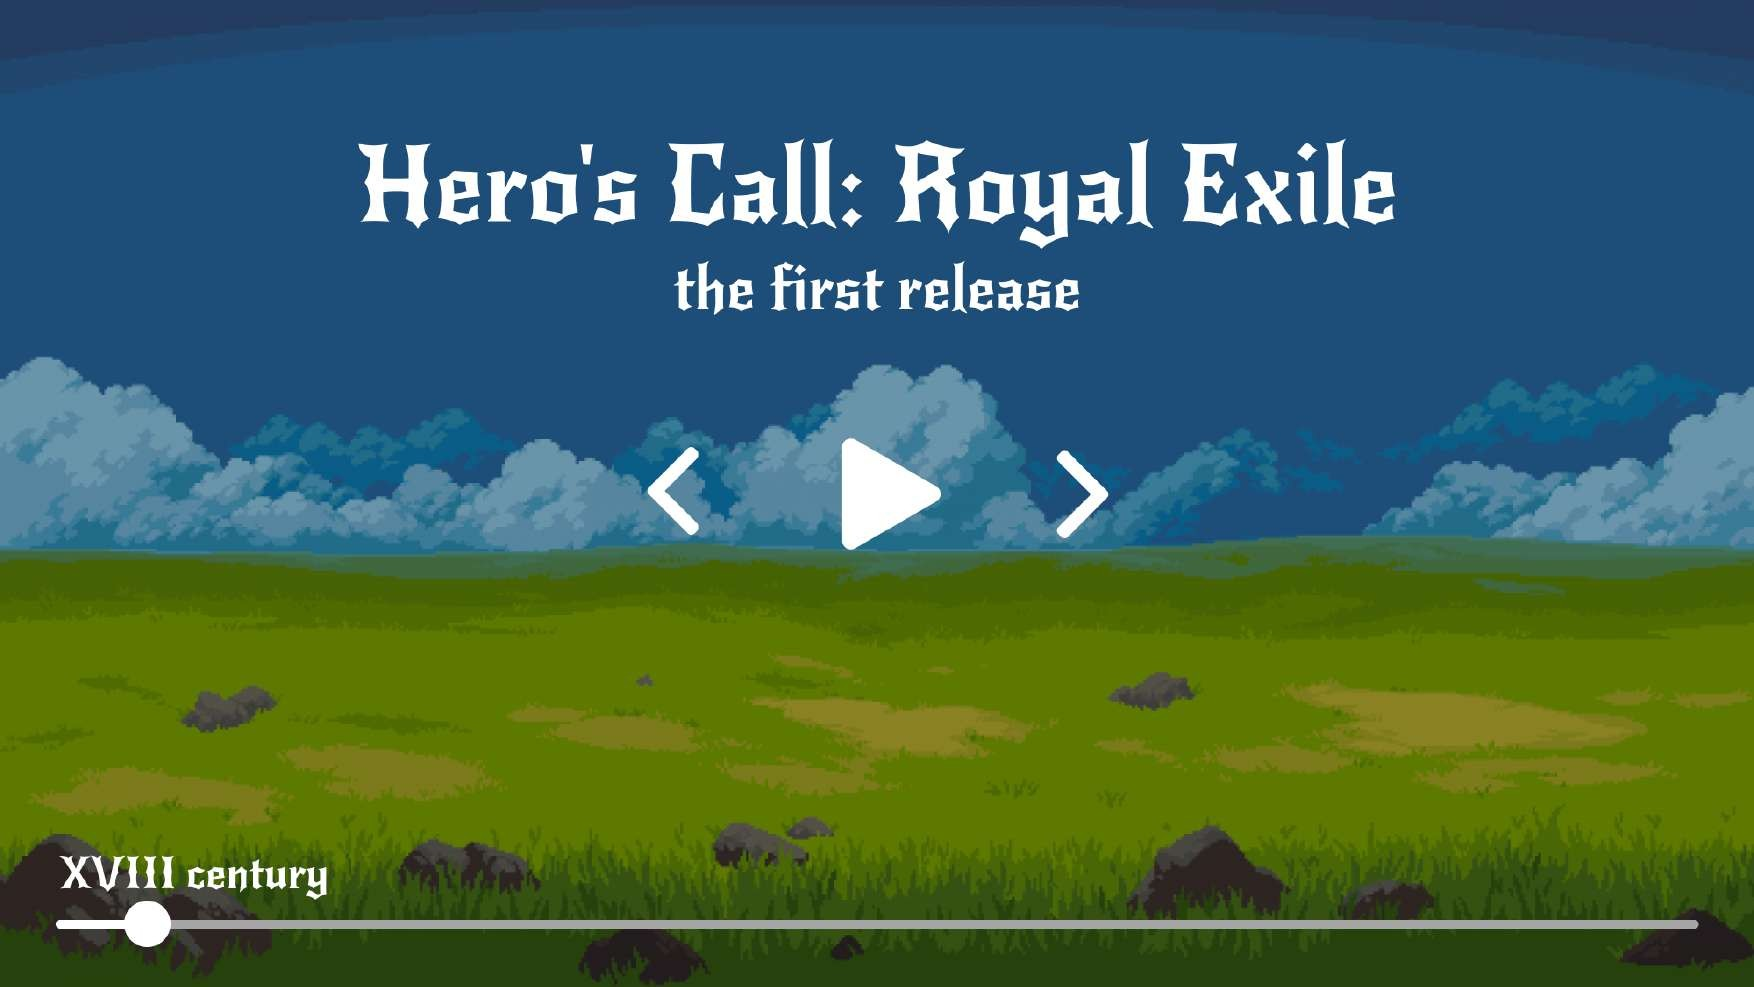 Hero's Call: Royal Exile
the first release
XVIII century